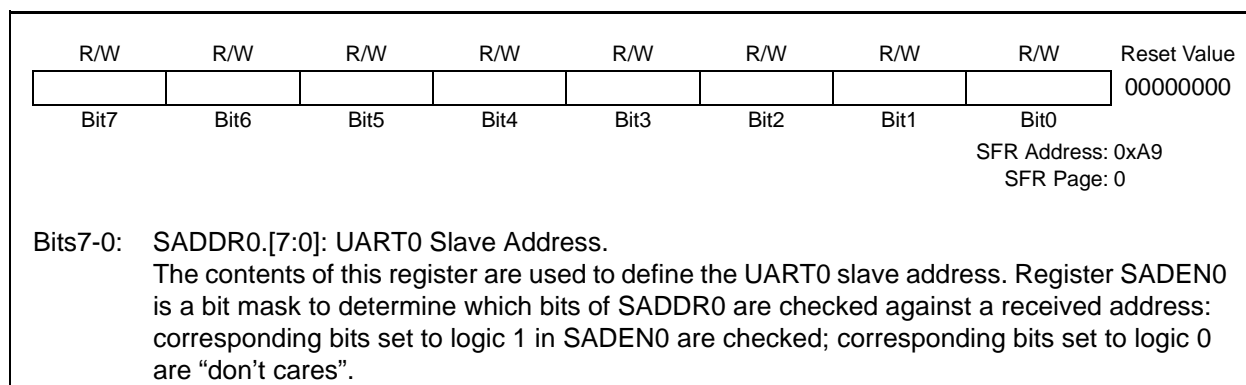 R/W R/W R/W R/W R/W R/W R/W R/W Reset Value
00000000
Bit7 Bit6 Bit5 Bit4 Bit3 Bit2 Bit1 Bit0
SFR Address: 0xA9
SFR Page: 0
Bits7-0: SADDR0.[7:0]: UART0 Slave Address.
The contents of this register are used to define the UART0 slave address. Register SADEN0
is a bit mask to determine which bits of SADDR0 are checked against a received address:
corresponding bits set to logic 1 in SADEN0 are checked; corresponding bits set to logic 0
are “don’t cares”.